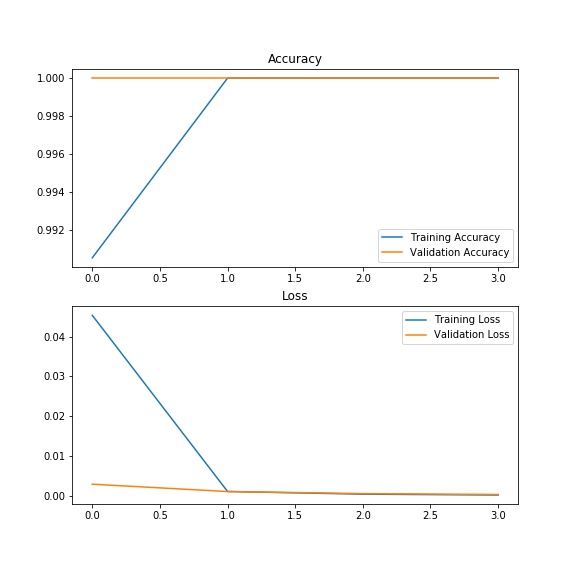 Accuracy
1.000
0.998
0.996
0.994
0.992
Training Accuracy
Validation Accuracy
0.0 0.5 1.0 1.5 2.0 2.5 3.0
Loss
0.04
0.03
0.02
0.01
0.00
Training Loss
Validation Loss
0.0 0.5 1.0 1.5 2.0 2.5 3.0